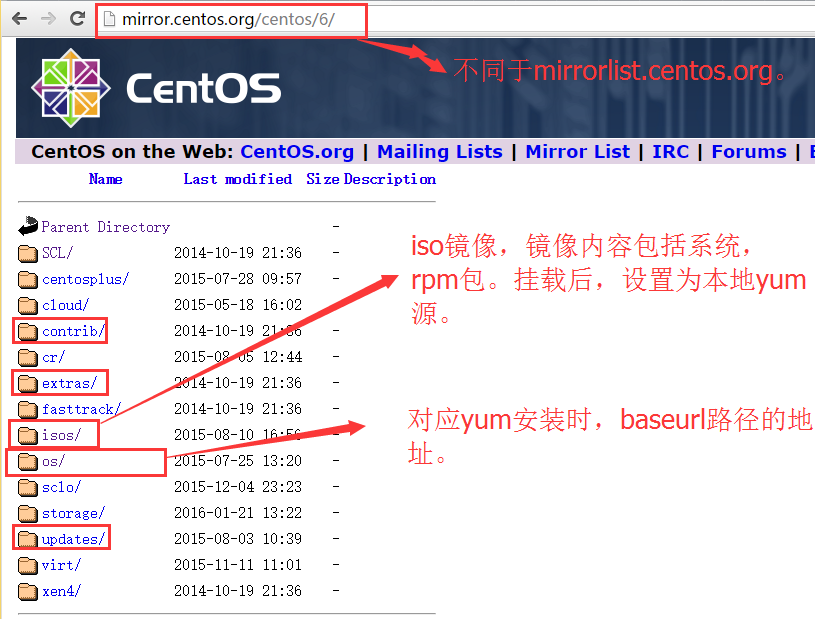 mirror.centos.org/centos/6/
不同于mirrorlist.centos.org。
CentOS
CentOS on the Web: CentOS.org | Mailing Lists | Mirror List | IRC | Forums |
Name Last modified Size Description
Parent Directory -
SCL/ 2014-10-19 21:36 -
centosplus/ 2015-07-28 09:57 -
cloud/ 2015-05-18 16:02 -
contrib/ 2014-10-19 21:36 -
cr/ 2015-08-05 12:44 -
extras/ 2014-10-19 21:36 -
fasttrack/ 2014-10-19 21:36 -
isos/ 2015-08-10 16:56 -
os/ 2015-07-25 13:20 -
sclo/ 2015-12-04 23:23 -
storage/ 2016-01-21 13:22 -
updates/ 2015-08-03 10:39 -
virt/ 2015-11-11 11:01 -
xen4/ 2014-10-19 21:36 -
iso镜像，镜像内容包括系统，
rpm包。挂载后，设置为本地yum
源。
对应yum安装时，baseurl路径的地
址。